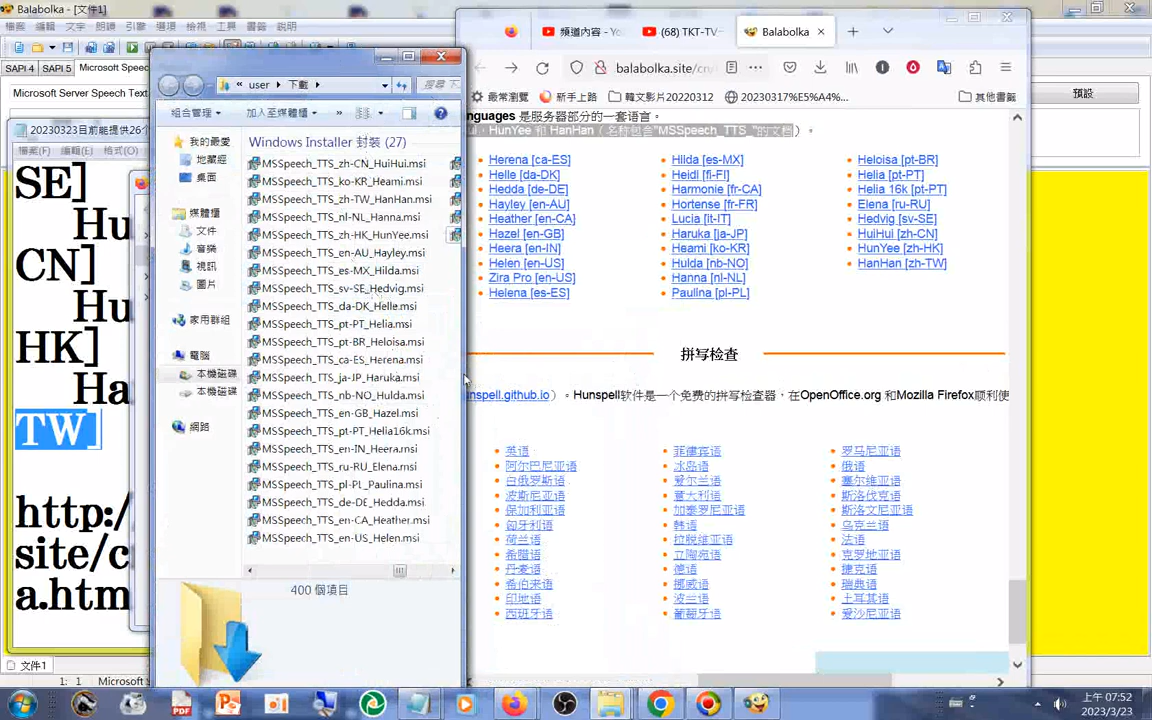 Balabolka - [文件1]
檔案 編輯 文字 朗讀 引擎 選項 檢視 工具 書籤 說明
SAPI 4 SAPI 5 Microsoft Speech
Microsoft Server Speech Text
預設
20230323目前能提供26个
檔案(F) 編輯(E) 格式(O)
SE]
Hu
CN]
Hu
HK]
Ha
TW]
http:/
site/c
a.htm
文件1
1: 1 Microsoft S
user 下載
搜尋 下
組合管理 加入至媒體櫃 »
我的最愛
地藏經
桌面
媒體櫃
文件
音樂
視訊
圖片
家用群組
電腦
本機磁碟
本機磁碟
網路
Windows Installer 封裝 (27)
MSSpeech_TTS_zh-CN_HuiHui.msi
MSSpeech_TTS_ko-KR_Heami.msi
MSSpeech_TTS_zh-TW_HanHan.msi
MSSpeech_TTS_nl-NL_Hanna.msi
MSSpeech_TTS_zh-HK_HunYee.msi
MSSpeech_TTS_en-AU_Hayley.msi
MSSpeech_TTS_es-MX_Hilda.msi
MSSpeech_TTS_sv-SE_Hedvig.msi
MSSpeech_TTS_da-DK_Helle.msi
MSSpeech_TTS_pt-PT_Helia.msi
MSSpeech_TTS_pt-BR_Heloisa.msi
MSSpeech_TTS_ca-ES_Herena.msi
MSSpeech_TTS_ja-JP_Haruka.msi
MSSpeech_TTS_nb-NO_Hulda.msi
MSSpeech_TTS_en-GB_Hazel.msi
MSSpeech_TTS_pt-PT_Helia16k.msi
MSSpeech_TTS_en-IN_Heera.msi
MSSpeech_TTS_ru-RU_Elena.msi
MSSpeech_TTS_pl-PL_Paulina.msi
MSSpeech_TTS_de-DE_Hedda.msi
MSSpeech_TTS_en-CA_Heather.msi
MSSpeech_TTS_en-US_Helen.msi
400 個項目
頻道內容 - Yo (68) TKT-TV- Balabolka
balabolka.site/cn/
最常瀏覽 新手上路 韓文影片20220312 20230317%E5%A4%... 其他書籤
nguages 是服务器部分的一套语言。
ui、HunYee 和 HanHan（名称包含"MSSpeech_TTS_"的文档）。
Herena [ca-ES] Hilda [es-MX] Heloisa [pt-BR]
Helle [da-DK] Heidi [fi-FI] Helia [pt-PT]
Hedda [de-DE] Harmonie [fr-CA] Helia 16k [pt-PT]
Hayley [en-AU] Hortense [fr-FR] Elena [ru-RU]
Heather [en-CA] Lucia [it-IT] Hedvig [sv-SE]
Hazel [en-GB] Haruka [ja-JP] HuiHui [zh-CN]
Heera [en-IN] Heami [ko-KR] HunYee [zh-HK]
Helen [en-US] Hulda [nb-NO] HanHan [zh-TW]
Zira Pro [en-US] Hanna [nl-NL]
Helena [es-ES] Paulina [pl-PL]
拼写检查
unspell.github.io）。Hunspell软件是一个免费的拼写检查器，在OpenOffice.org 和Mozilla Firefox顺利使
英语 菲律宾语 罗马尼亚语
阿尔巴尼亚语 冰岛语 俄语
白俄罗斯语 爱尔兰语 塞尔维亚语
波斯尼亚语 意大利语 斯洛伐克语
保加利亚语 加泰罗尼亚语 斯洛文尼亚语
匈牙利语 韩语 乌克兰语
荷兰语 拉脱维亚语 法语
希腊语 立陶宛语 克罗地亚语
丹麦语 德语 捷克语
希伯来语 挪威语 瑞典语
印地语 波兰语 土耳其语
西班牙语 葡萄牙语 爱沙尼亚语
上午 07:52
2023/3/23